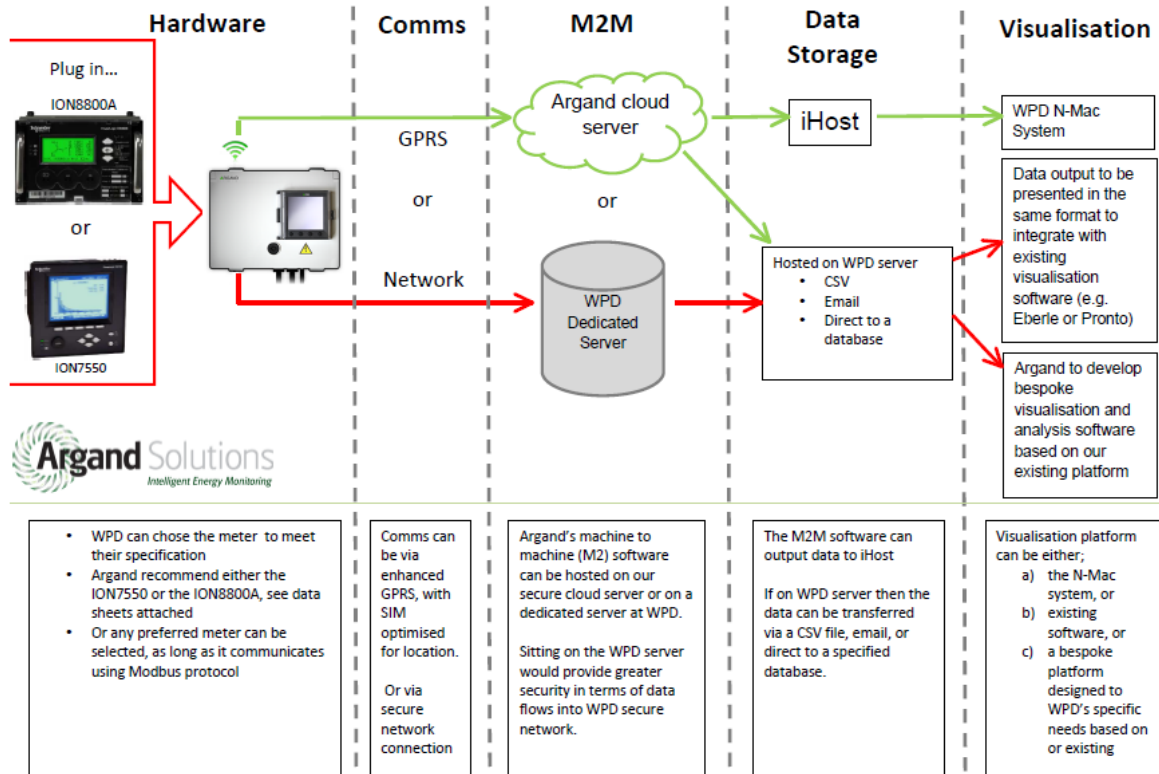 Hardware
Comms
M2M
Data
Storage
Visualisation
Plug in...
ION8800A
or
ION7550
GPRS
or
Network
Argand cloud
server
or
WPD
Dedicated
Server
iHost
Hosted on WPD server
• CSV
• Email
• Direct to a
database
WPD N-Mac
System
Data output to be
presented in the
same format to
integrate with
existing
visualisation
software (e.g.
Eberle or Pronto)
Argand to develop
bespoke
visualisation and
analysis software
based on our
existing platform
Argand Solutions
Intelligent Energy Monitoring
• WPD can chose the meter to meet
their specification
• Argand recommend either the
ION7550 or the ION8800A, see data
sheets attached
• Or any preferred meter can be
selected, as long as it communicates
using Modbus protocol
Comms can
be via
enhanced
GPRS, with
SIM
optimised
for location.
Or via
secure
network
connection
Argand's machine to
machine (M2) software
can be hosted on our
secure cloud server or on a
dedicated server at WPD.
Sitting on the WPD server
would provide greater
security in terms of data
flows into WPD secure
network.
The M2M software can
output data to iHost
If on WPD server then the
data can be transferred
via a CSV file, email, or
direct to a specified
database.
Visualisation platform
can be either;
a) the N-Mac
system, or
b) existing
software, or
c) a bespoke
platform
designed to
WPD's specific
needs based on
or existing